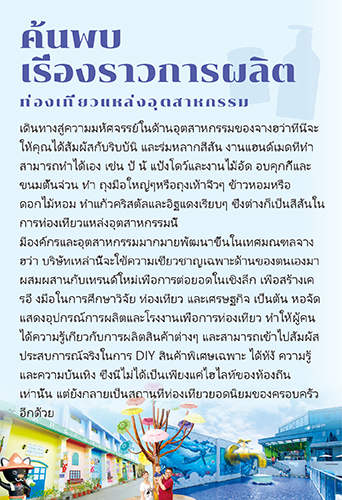 ค้นพบ
เรื่องราวการผลิต
ท่องเที่ยวแหล่งอุตสาหกรรม
เดินทางสู่ความมหัศจรรย์ในด้านอุตสาหกรรมของจางฮว่าที่นี่จะ
ให้คุณได้สัมผัสกับริบบิ้นิ และร่มหลากสีสัน งานแฮนด์เมดที่ทำ
สามารถทำได้เอง เช่น ปั้ นั แป้งโดว์และงานไม้อัด อบคุกกี้และ
ขนมต้นจ่วน ทำ ถุงมือใหญ่ๆหรือถุงเท้าจิ๋วๆ ข้าวหอมหรือ
ดอกไม้หอม ทำแก้วคริสตัลและอิฐแดงเรียบๆ ซึ่งต่างก็เป็นสีสันใน
การท่องเที่ยวแหล่งอุตสาหกรรมนี้
มีองค์กรและอุตสาหกรรมมากมายพัฒนาขึ้นในเทศมณฑลจาง
ฮว่า บริษัทเหล่านี้จะใช้ความเชี่ยวชาญเฉพาะด้านของตนเองมา
ผสมผสานกับเทรนด์ใหม่เพื่อการต่อยอดในเชิงลึก เพื่อสร้างเค
รอื งมือในการศึกษาวิจัย ท่องเที่ยว และเศรษฐกิจ เป็นต้น หอจัด
แสดงอุปกรณ์การผลิตและโรงงานเพื่อการท่องเที่ยว ทำให้ผู้คน
ได้ความรู้เกี่ยวกับการผลิตสินค้าต่างๆ และสามารถเข้าไปสัมผัส
ประสบการณ์จริงในการ DIY สินค้าพิเศษเฉพาะ ได้ทั้งิ ความรู้
และความบันเทิง ซึ่งนี่ไม่ได้เป็นเพียงแค่ไฮไลท์ของท้องถิ่น
เท่านั้น แต่ยังกลายเป็นสถานที่ท่องเที่ยวยอดนิยมของครอบครัว
อีกด้วย